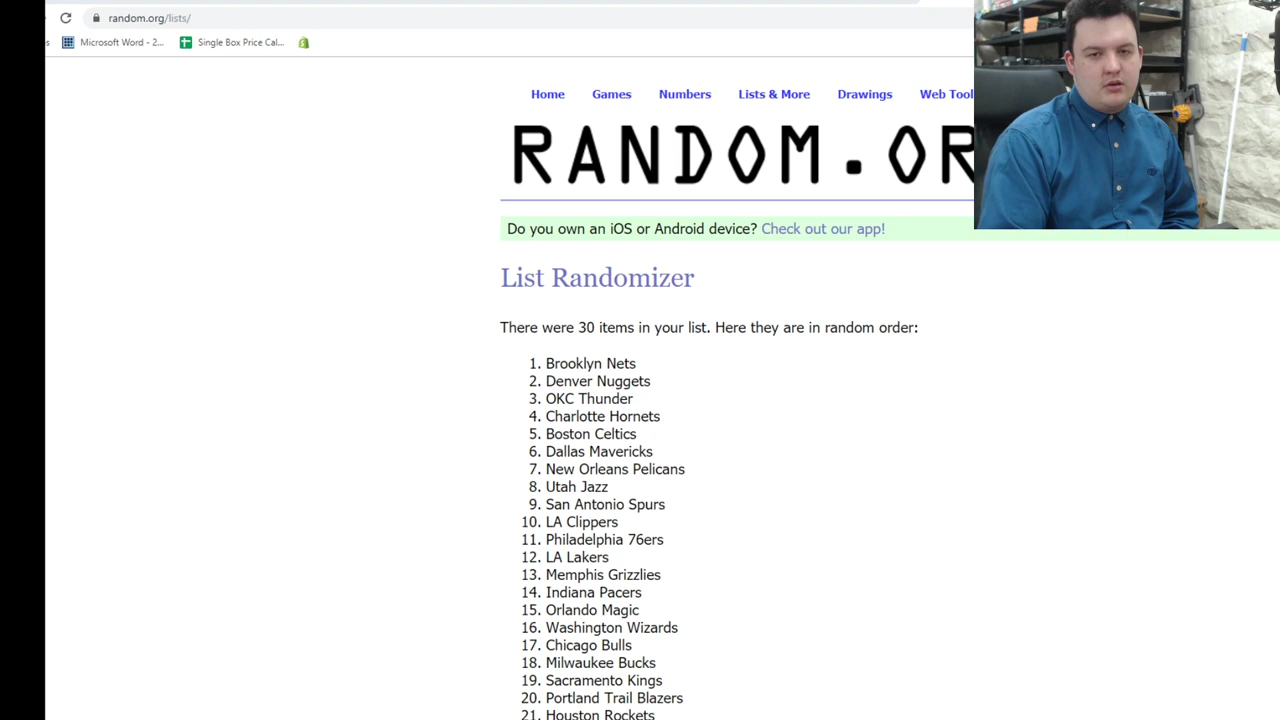 random.org/lists/
Microsoft Word - 2... Single Box Price Cal...
Home Games Numbers Lists & More Drawings Web Tool
RANDOM.OR
Do you own an iOS or Android device? Check out our app!
List Randomizer
There were 30 items in your list. Here they are in random order:
1. Brooklyn Nets
2. Denver Nuggets
3. OKC Thunder
4. Charlotte Hornets
5. Boston Celtics
6. Dallas Mavericks
7. New Orleans Pelicans
8. Utah Jazz
9. San Antonio Spurs
10. LA Clippers
11. Philadelphia 76ers
12. LA Lakers
13. Memphis Grizzlies
14. Indiana Pacers
15. Orlando Magic
16. Washington Wizards
17. Chicago Bulls
18. Milwaukee Bucks
19. Sacramento Kings
20. Portland Trail Blazers
21. Houston Rockets